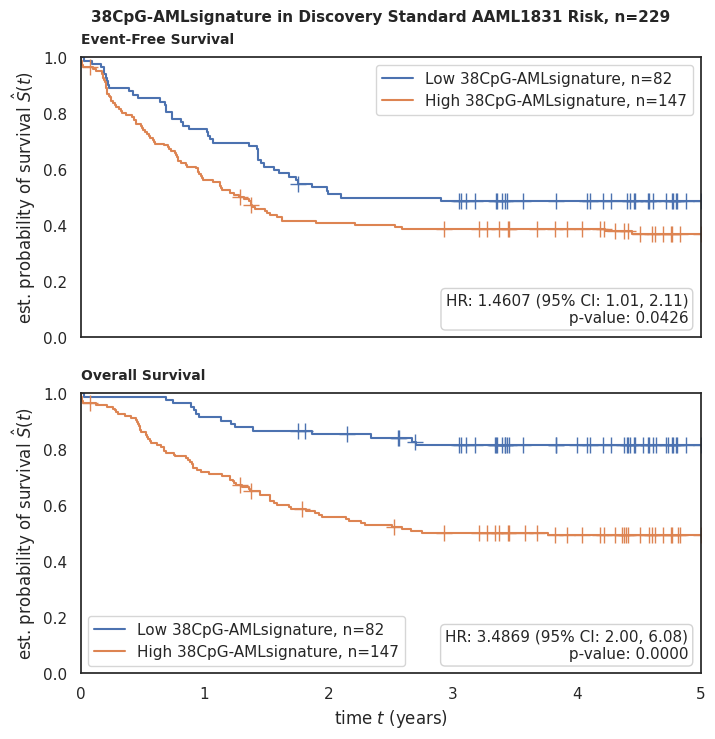 38CpG-AMLsignature in Discovery Standard AAML1831 Risk, n=229
Event-Free Survival
est. probability of survival Ŝ(t)
1.0
0.8
0.6
0.4
0.2
0.0
Low 38CpG-AMLsignature, n=82
High 38CpG-AMLsignature, n=147
HR: 1.4607 (95% CI: 1.01, 2.11)
p-value: 0.0426
Overall Survival
est. probability of survival Ŝ(t)
1.0
0.8
0.6
0.4
0.2
0.0
Low 38CpG-AMLsignature, n=82
High 38CpG-AMLsignature, n=147
HR: 3.4869 (95% CI: 2.00, 6.08)
p-value: 0.0000
0 1 2 3 4 5
time t (years)